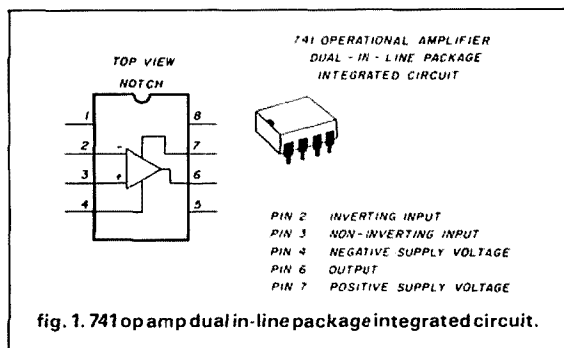 741 OPERATIONAL AMPLIFIER
DUAL - IN - LINE PACKAGE
INTEGRATED CIRCUIT
TOP VIEW
NOTCH
1
2
3
4
8
7
6
5
-
+
PIN 2 INVERTING INPUT
PIN 3 NON-INVERTING INPUT
PIN 4 NEGATIVE SUPPLY VOLTAGE
PIN 6 OUTPUT
PIN 7 POSITIVE SUPPLY VOLTAGE
fig. 1. 741 op amp dual in-line package integrated circuit.